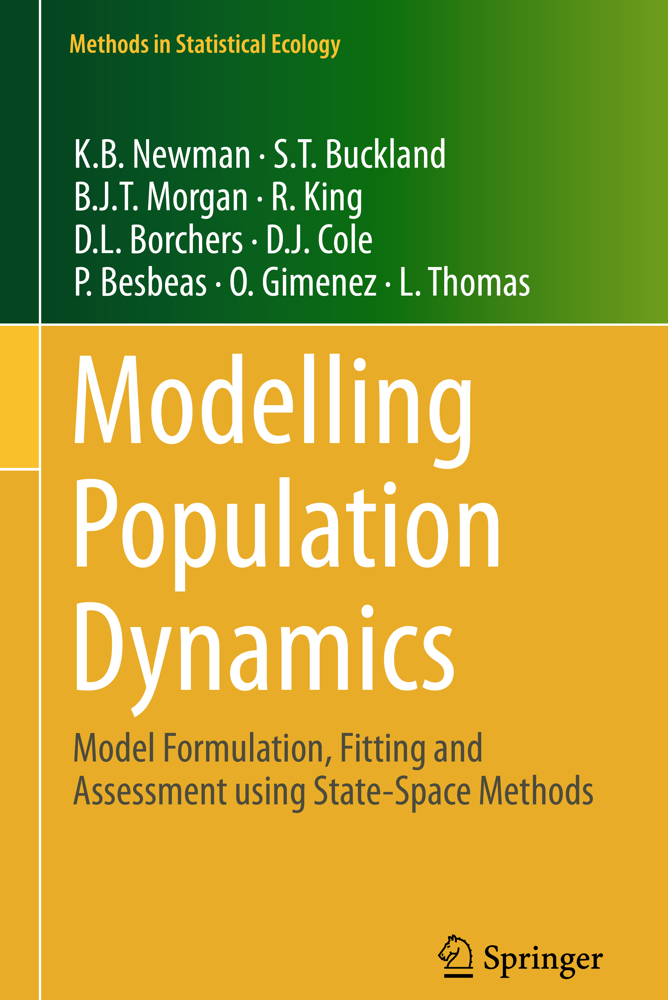 Methods in Statistical Ecology
K.B. Newman · S.T. Buckland
B.J.T. Morgan · R. King
D.L. Borchers · D.J. Cole
P. Besbeas · O. Gimenez · L. Thomas
Modelling
Population
Dynamics
Model Formulation, Fitting and
Assessment using State-Space Methods
Springer